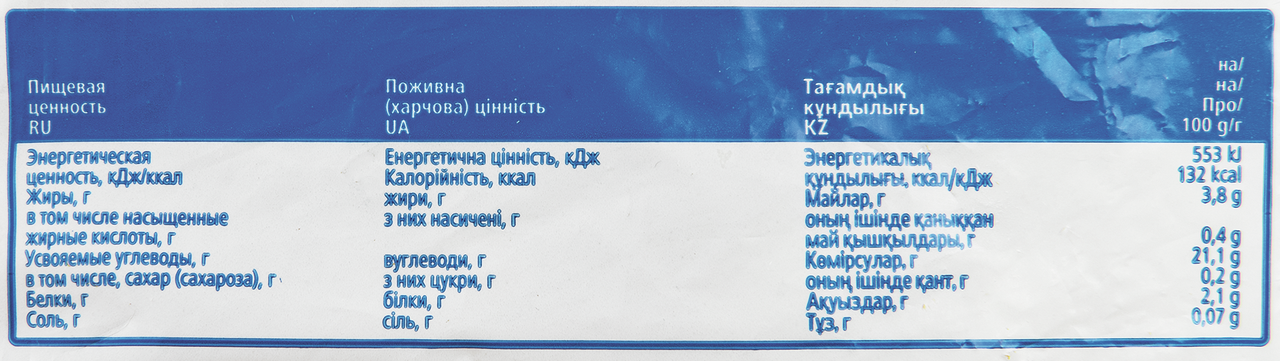 Пищевая
ценность
RU
Энергетическая
ценность, кДж/ккал
Жиры, г
в том числе насыщенные
жирные кислоты, г
Усвояемые углеводы, г
в том числе, сахар (сахароза), г
Белки, г
Соль, г
Поживна
(харчова) цінність
UA
Енергетична цінність, кДж
Калорійність, ккал
жири, г
з них насичені, г
вуглеводи, г
з них цукри, г
білки, г
сіль, г
Тағамдық
құндылығы
KZ
Энергетикалық
құндылығы, ккал/кДж
Майлар, г
оның ішінде қаныққан
май қышқылдары, г
Көмірсулар, г
оның ішінде қант, г
Ақуыздар, г
Тұз, г
на/
на/
Про/
100 g/г
553 kJ
132 kcal
3,8 g
0,4 g
21,1 g
0,2 g
2,1 g
0,07 g